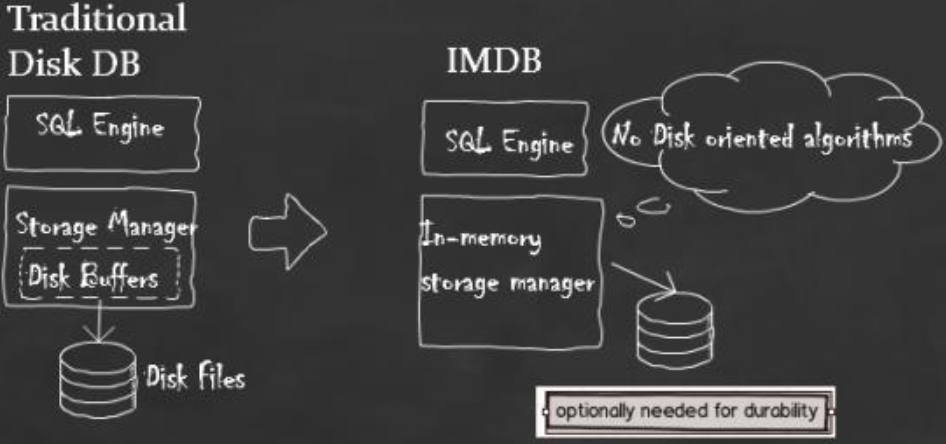 Traditional
Disk DB
SQL Engine
Storage Manager
Disk Buffers
Disk Files
IMDB
SQL Engine
No Disk oriented algorithms
In-memory
storage manager
optionally needed for durability